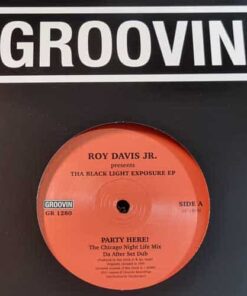 GROOVIN
ROY DAVIS JR.
presents
THA BLACK LIGHT EXPOSURE EP
GROOVIN
GR 1260
SIDE A
PARTY HERE!
The Chicago Night Life Mix
Da After Set Dub